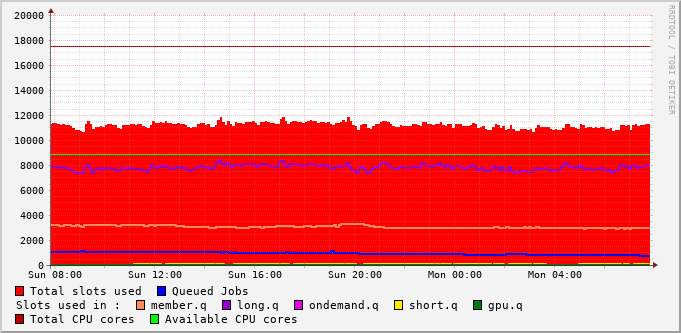 RRDTOOL / TOBI OETIKER
20000
18000
16000
14000
12000
10000
8000
6000
4000
2000
0
Sun 08:00 Sun 12:00 Sun 16:00 Sun 20:00 Mon 00:00 Mon 04:00
Total slots used Queued Jobs
Slots used in : member.q long.q ondemand.q short.q gpu.q
Total CPU cores Available CPU cores